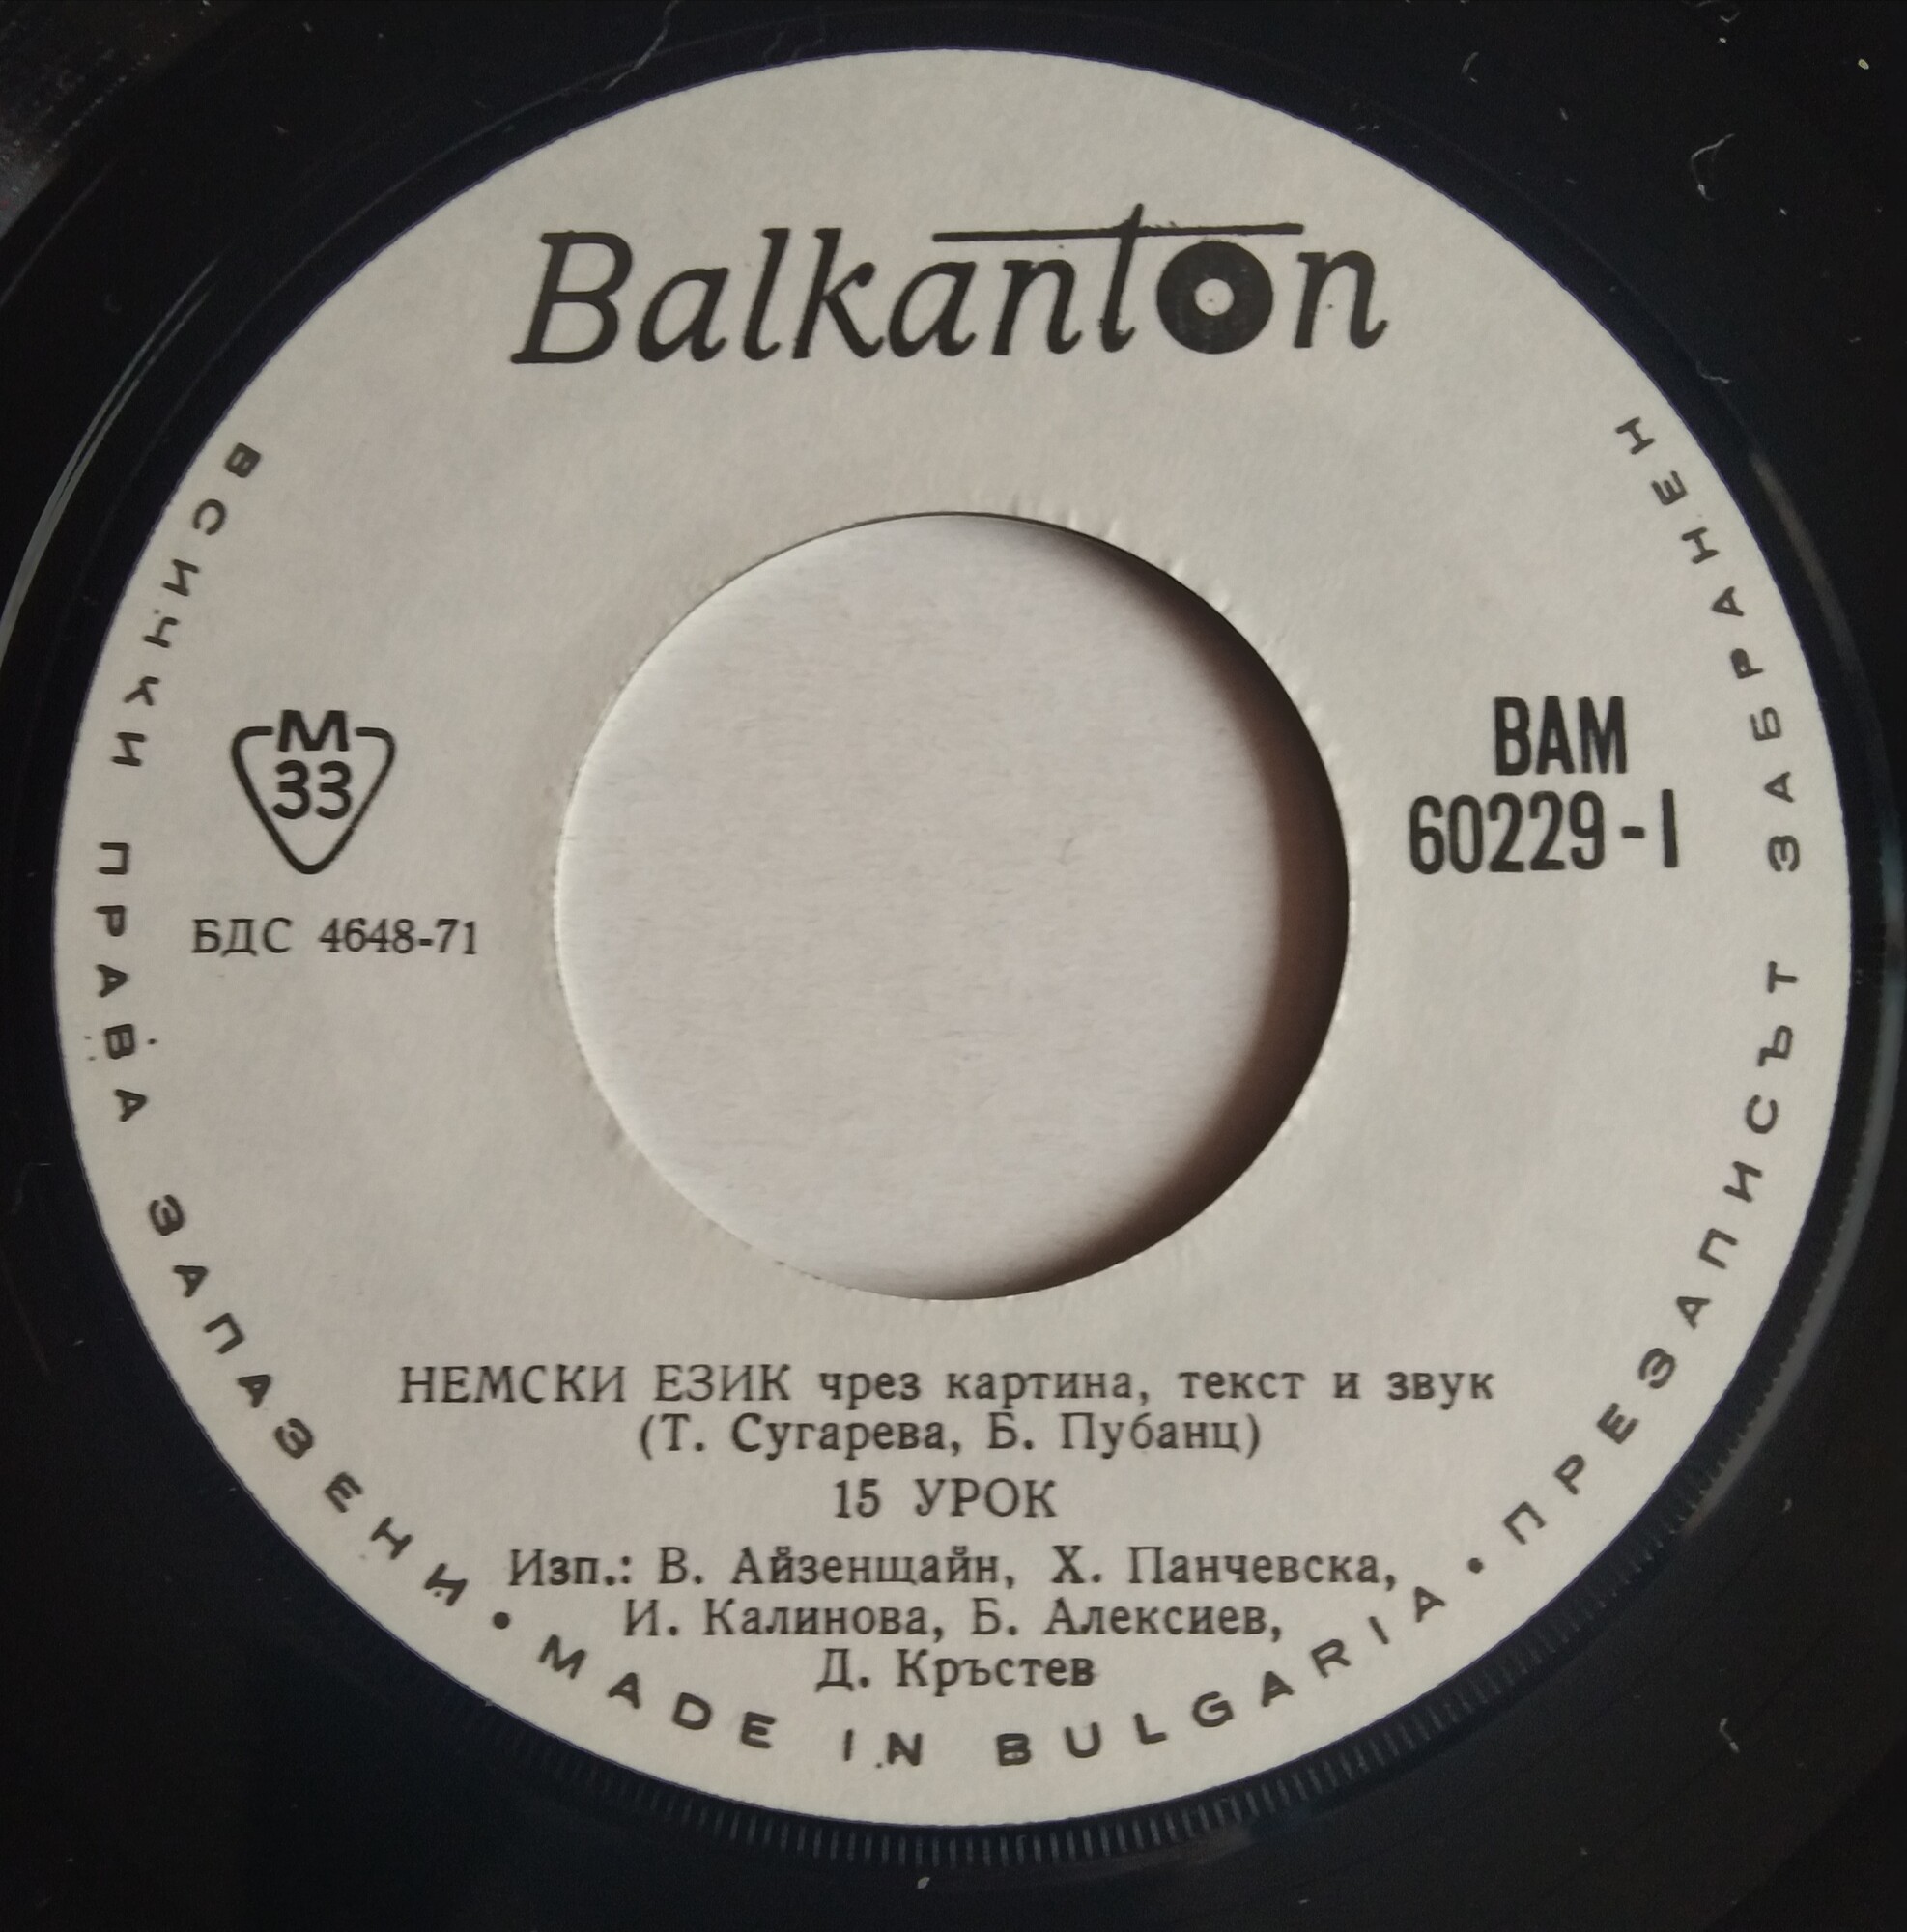 Balkanton
M
33
БДС 4648-71
ВАМ
60229-I
НЕМСКИ ЕЗИК чрез картина, текст и звук
(Т. Сугарева, Б. Пубанц)
15 УРОК
Изп.: В. Айзенщайн, Х. Панчевска,
И. Калинова, Б. Алексиев,
Д. Кръстев
ВСИЧКИ ПРАВА ЗАПАЗЕНИ • MADE IN BULGARIA • ПРЕЗАПИСЪТ ЗАБРАНЕН